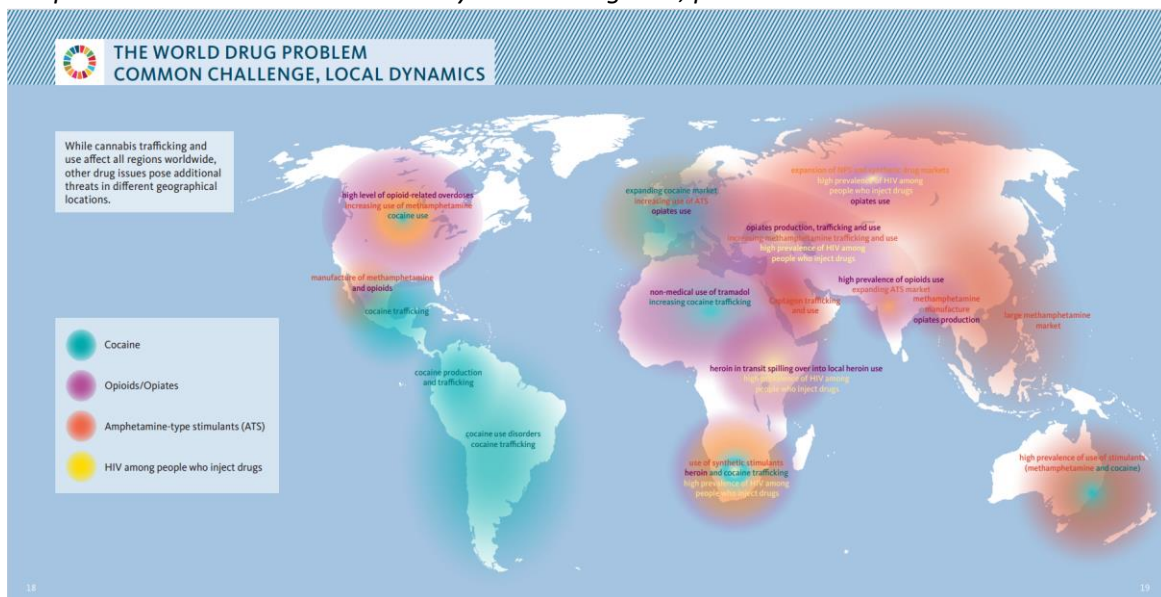 THE WORLD DRUG PROBLEM
COMMON CHALLENGE, LOCAL DYNAMICS
While cannabis trafficking and
use affect all regions worldwide,
other drug issues pose additional
threats in different geographical
locations.
high level of opioid-related overdoses
increasing use of methamphetamine
cocaine use
manufacture of methamphetamine
and opioids
cocaine trafficking
cocaine production
and trafficking
cocaine use disorders
cocaine trafficking
expanding cocaine market
increasing use of ATS
opiates use
expansion of NPS and synthetic drug markets
high prevalence of HIV among
people who inject drugs
opiates use
opiates production, trafficking and use
increasing methamphetamine trafficking and use
high prevalence of HIV among
people who inject drugs
non-medical use of tramadol
increasing cocaine trafficking
Captagon trafficking
and use
high prevalence of opioids use
expanding ATS market
methamphetamine
manufacture
opiates production
large methamphetamine
market
heroin in transit spilling over into local heroin use
high prevalence of HIV among
people who inject drugs
use of synthetic stimulants
heroin and cocaine trafficking
high prevalence of HIV among
people who inject drugs
high prevalence of use of stimulants
(methamphetamine and cocaine)
Cocaine
Opioids/Opiates
Amphetamine-type stimulants (ATS)
HIV among people who inject drugs
18
19